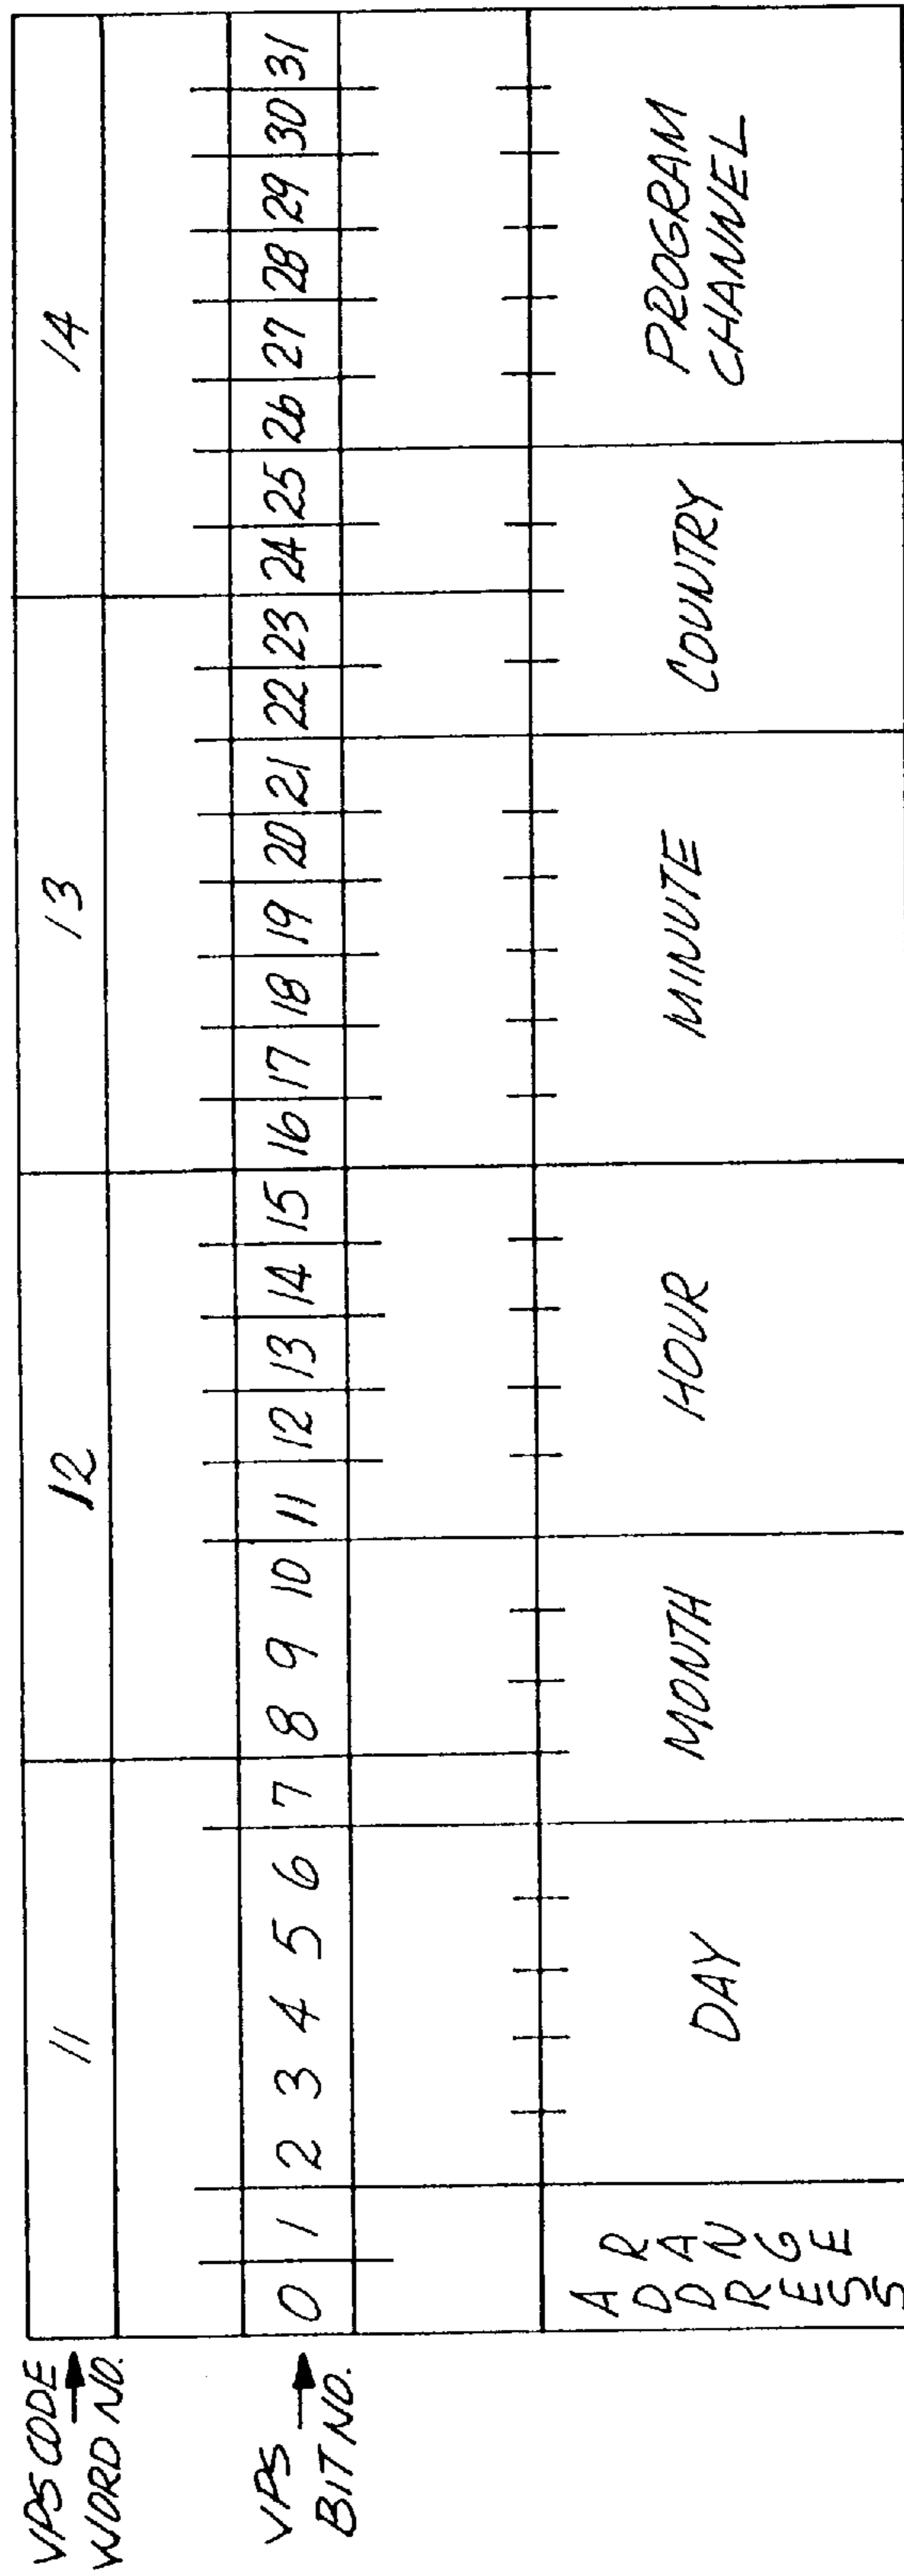 VPS CODE WORD NO. 11 12 13 14
VPS BIT NO. 0 1 2 3 4 5 6 7 8 9 10 11 12 13 14 15 16 17 18 19 20 21 22 23 24 25 26 27 28 29 30 31
ADDRESS
RANGE
DAY
MONTH
HOUR
MINUTE
COUNTRY
PROGRAM
CHANNEL